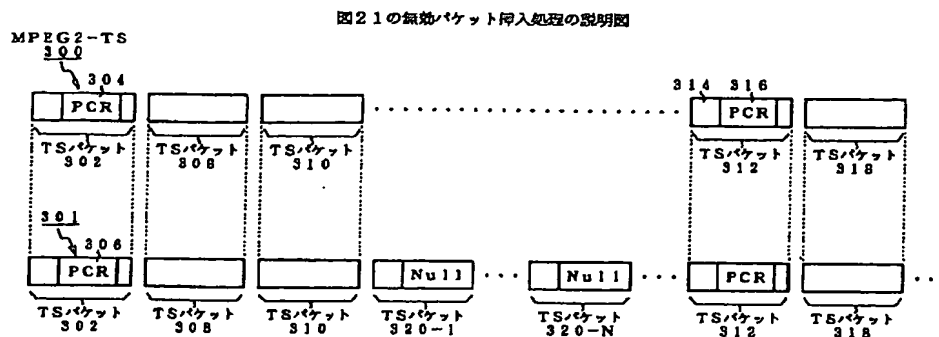 図21の無効パケット挿入処理の説明図
MPEG2-TS
300
304
PCR
314 316
PCR
TSパケット
302
TSパケット
308
TSパケット
310
TSパケット
312
TSパケット
318
301
306
PCR
Null
Null
PCR
TSパケット
302
TSパケット
308
TSパケット
310
TSパケット
320-1
TSパケット
320-N
TSパケット
312
TSパケット
318